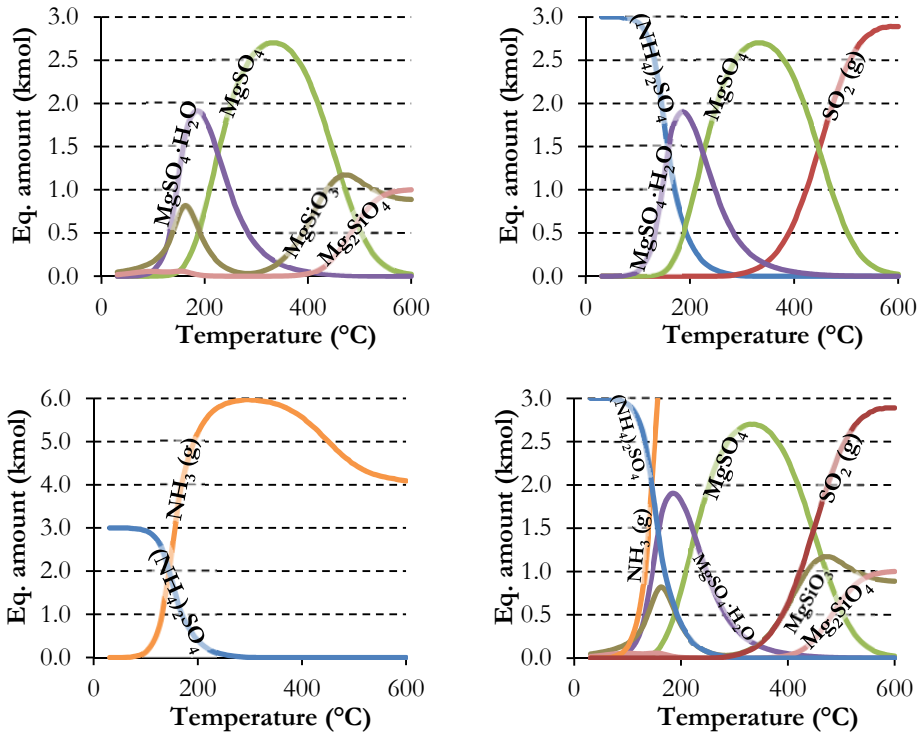 Eq. amount (kmol)
3.0
2.5
2.0
1.5
1.0
0.5
0.0
MgSO₄·H₂O
MgSO₄
MgSiO₃
Mg₂SiO₄
0 200 400 600
Temperature (°C)
Eq. amount (kmol)
3.0
2.5
2.0
1.5
1.0
0.5
0.0
(NH₄)₂SO₄
MgSO₄·H₂O
MgSO₄
SO₂ (g)
0 200 400 600
Temperature (°C)
Eq. amount (kmol)
6.0
5.0
4.0
3.0
2.0
1.0
0.0
NH₃ (g)
(NH₄)₂SO₄
0 200 400 600
Temperature (°C)
Eq. amount (kmol)
3.0
2.5
2.0
1.5
1.0
0.5
0.0
(NH₄)₂SO₄
NH₃ (g)
MgSO₄
MgSO₄·H₂O
SO₂ (g)
MgSiO₃
Mg₂SiO₄
0 200 400 600
Temperature (°C)